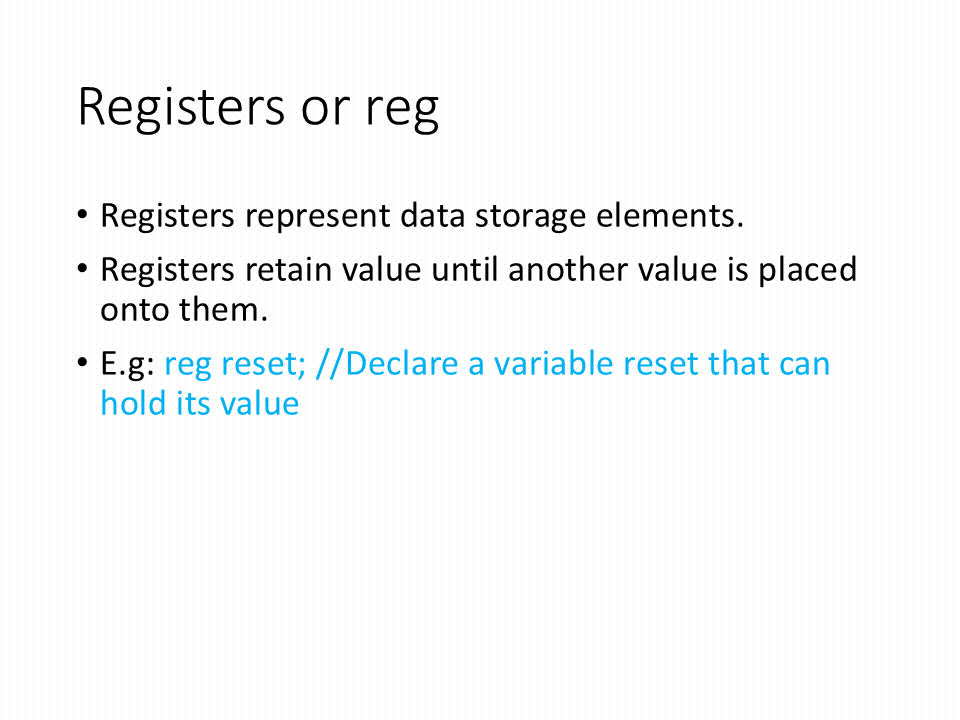 Registers or reg
• Registers represent data storage elements.
• Registers retain value until another value is placed
onto them.
• E.g: reg reset; //Declare a variable reset that can
hold its value